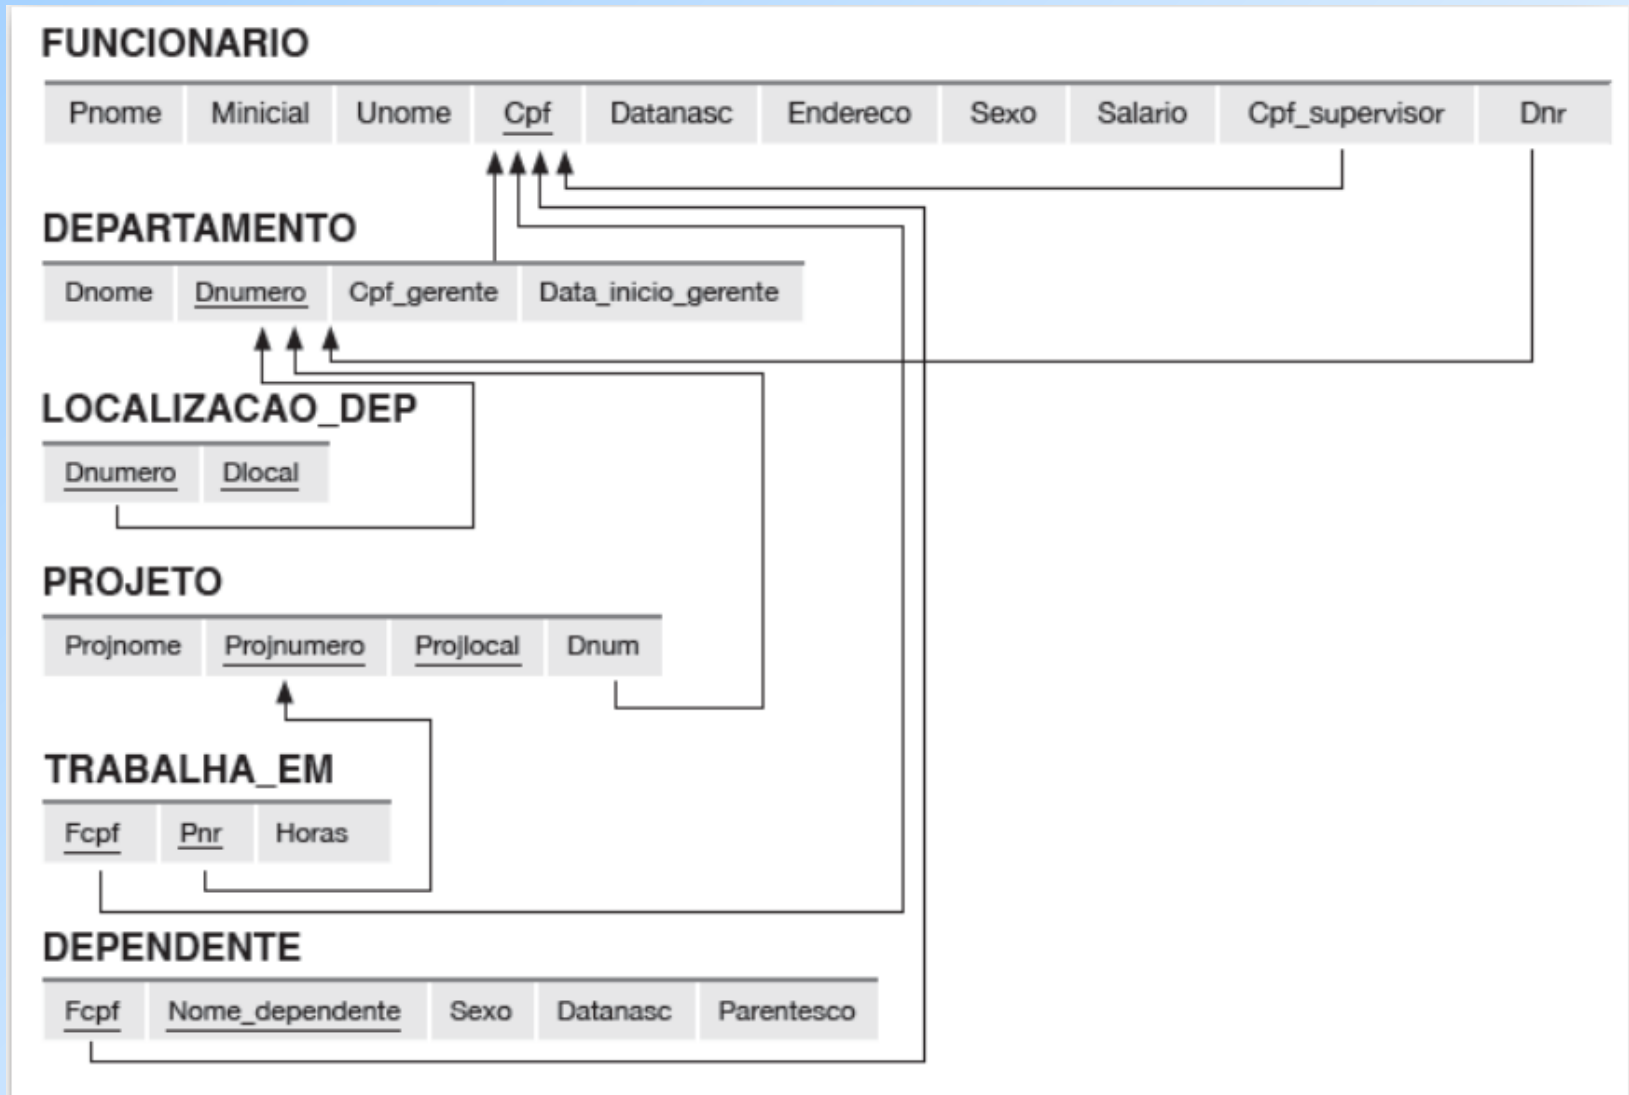 FUNCIONARIO
Pnome Minicial Unome Cpf Datanasc Endereco Sexo Salario Cpf_supervisor Dnr
DEPARTAMENTO
Dnome Dnumero Cpf_gerente Data_inicio_gerente
LOCALIZACAO_DEP
Dnumero Dlocal
PROJETO
Projnome Projnumero Projlocal Dnum
TRABALHA_EM
Fcpf Pnr Horas
DEPENDENTE
Fcpf Nome_dependente Sexo Datanasc Parentesco